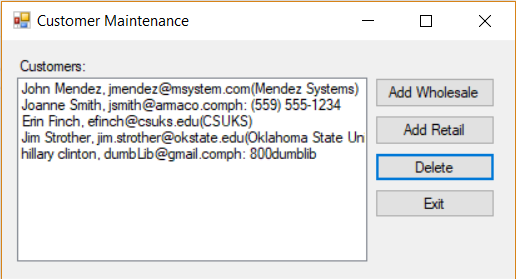 Customer Maintenance
Customers:
John Mendez, jmendez@msystem.com(Mendez Systems)
Joanne Smith, jsmith@armaco.comph: (559) 555-1234
Erin Finch, efinch@csuks.edu(CSUKS)
Jim Strother, jim.strother@okstate.edu(Oklahoma State Un
hillary clinton, dumbLib@gmail.comph: 800dumblib
Add Wholesale
Add Retail
Delete
Exit